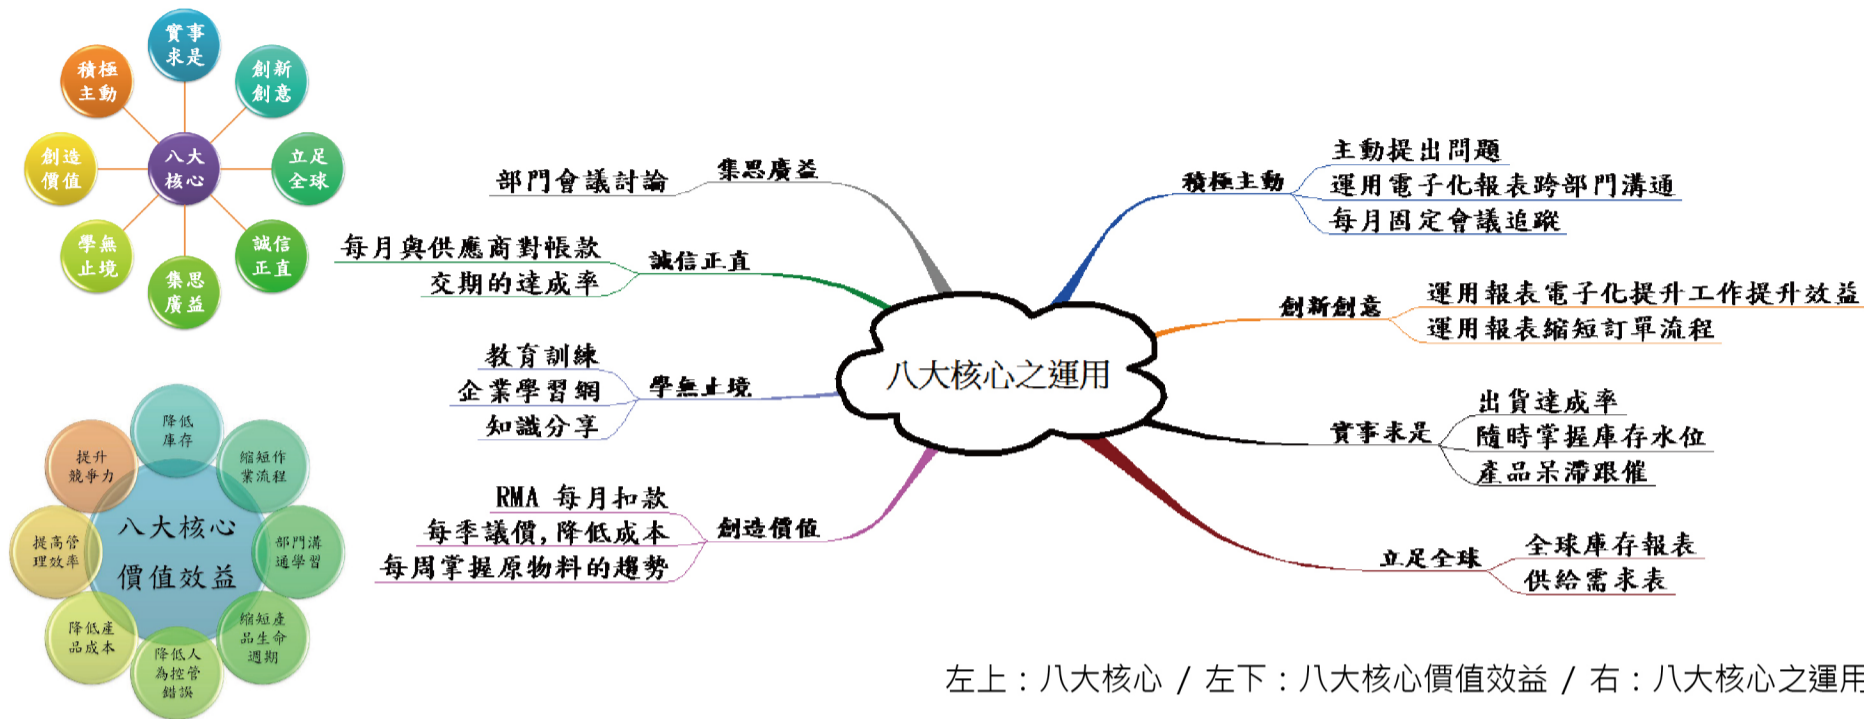 實事
求是
創新
創意
立足
全球
誠信
正直
集思
廣益
學無
止境
創造
價值
積極
主動
八大
核心
降低
庫存
縮短作
業流程
部門溝
通學習
縮短產
品生命
週期
降低人
為控管
錯誤
降低產
品成本
提高管
理效率
提升
競爭力
八大核心
價值效益
八大核心之運用
集思廣益
部門會議討論
誠信正直
每月與供應商對帳款
交期的達成率
學無止境
教育訓練
企業學習網
知識分享
創造價值
RMA 每月扣款
每季議價,降低成本
每周掌握原物料的趨勢
積極主動
主動提出問題
運用電子化報表跨部門溝通
每月固定會議追蹤
創新創意
運用報表電子化提升工作提升效益
運用報表縮短訂單流程
實事求是
出貨達成率
隨時掌握庫存水位
產品呆滯跟催
立足全球
全球庫存報表
供給需求表
左上：八大核心 / 左下：八大核心價值效益 / 右：八大核心之運用